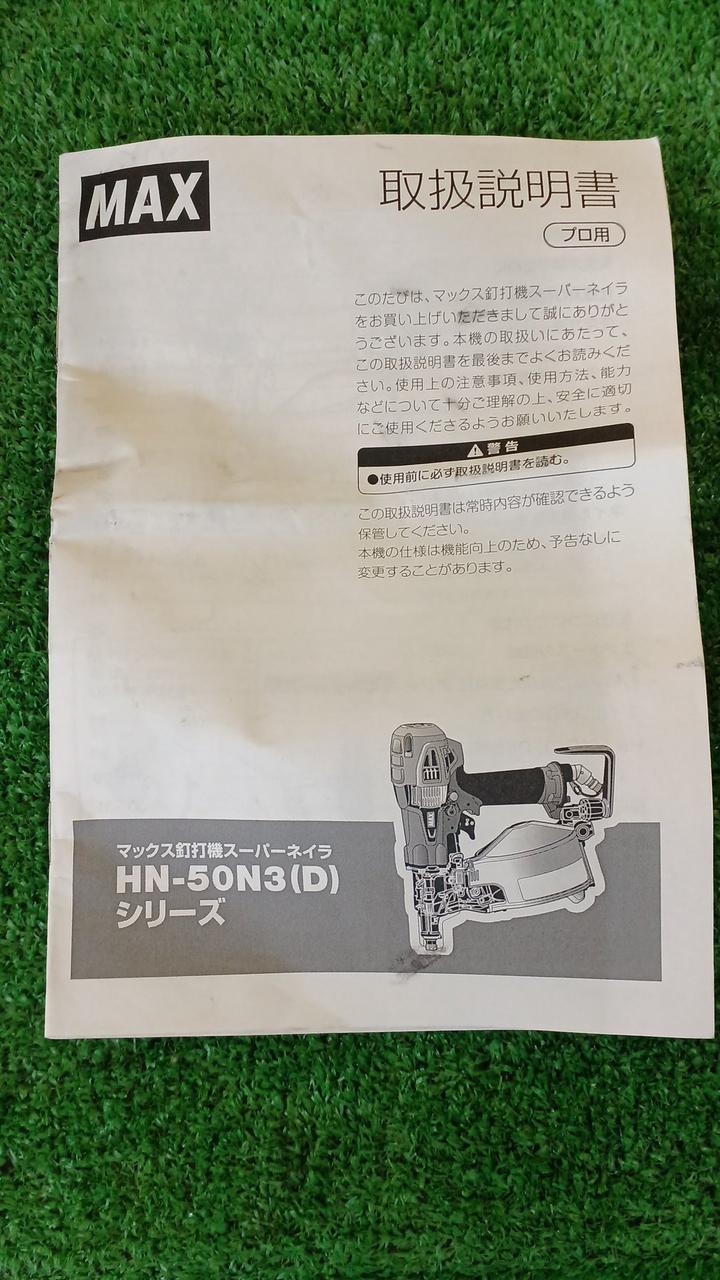 MAX
取扱説明書
プロ用
このたびは、マックス釘打機スーパーネイラ
をお買い上げいただきまして誠にありがと
うございます。本機の取扱いにあたって、
この取扱説明書を最後までよくお読みくだ
さい。使用上の注意事項、使用方法、能力
などについて十分ご理解の上、安全に適切
にご使用くださるようお願いいたします。
警告
●使用前に必ず取扱説明書を読む。
この取扱説明書は常時内容が確認できるよう
保管してください。
本機の仕様は機能向上のため、予告なしに
変更することがあります。
MAX
マックス釘打機スーパーネイラ
HN-50N3(D)
シリーズ